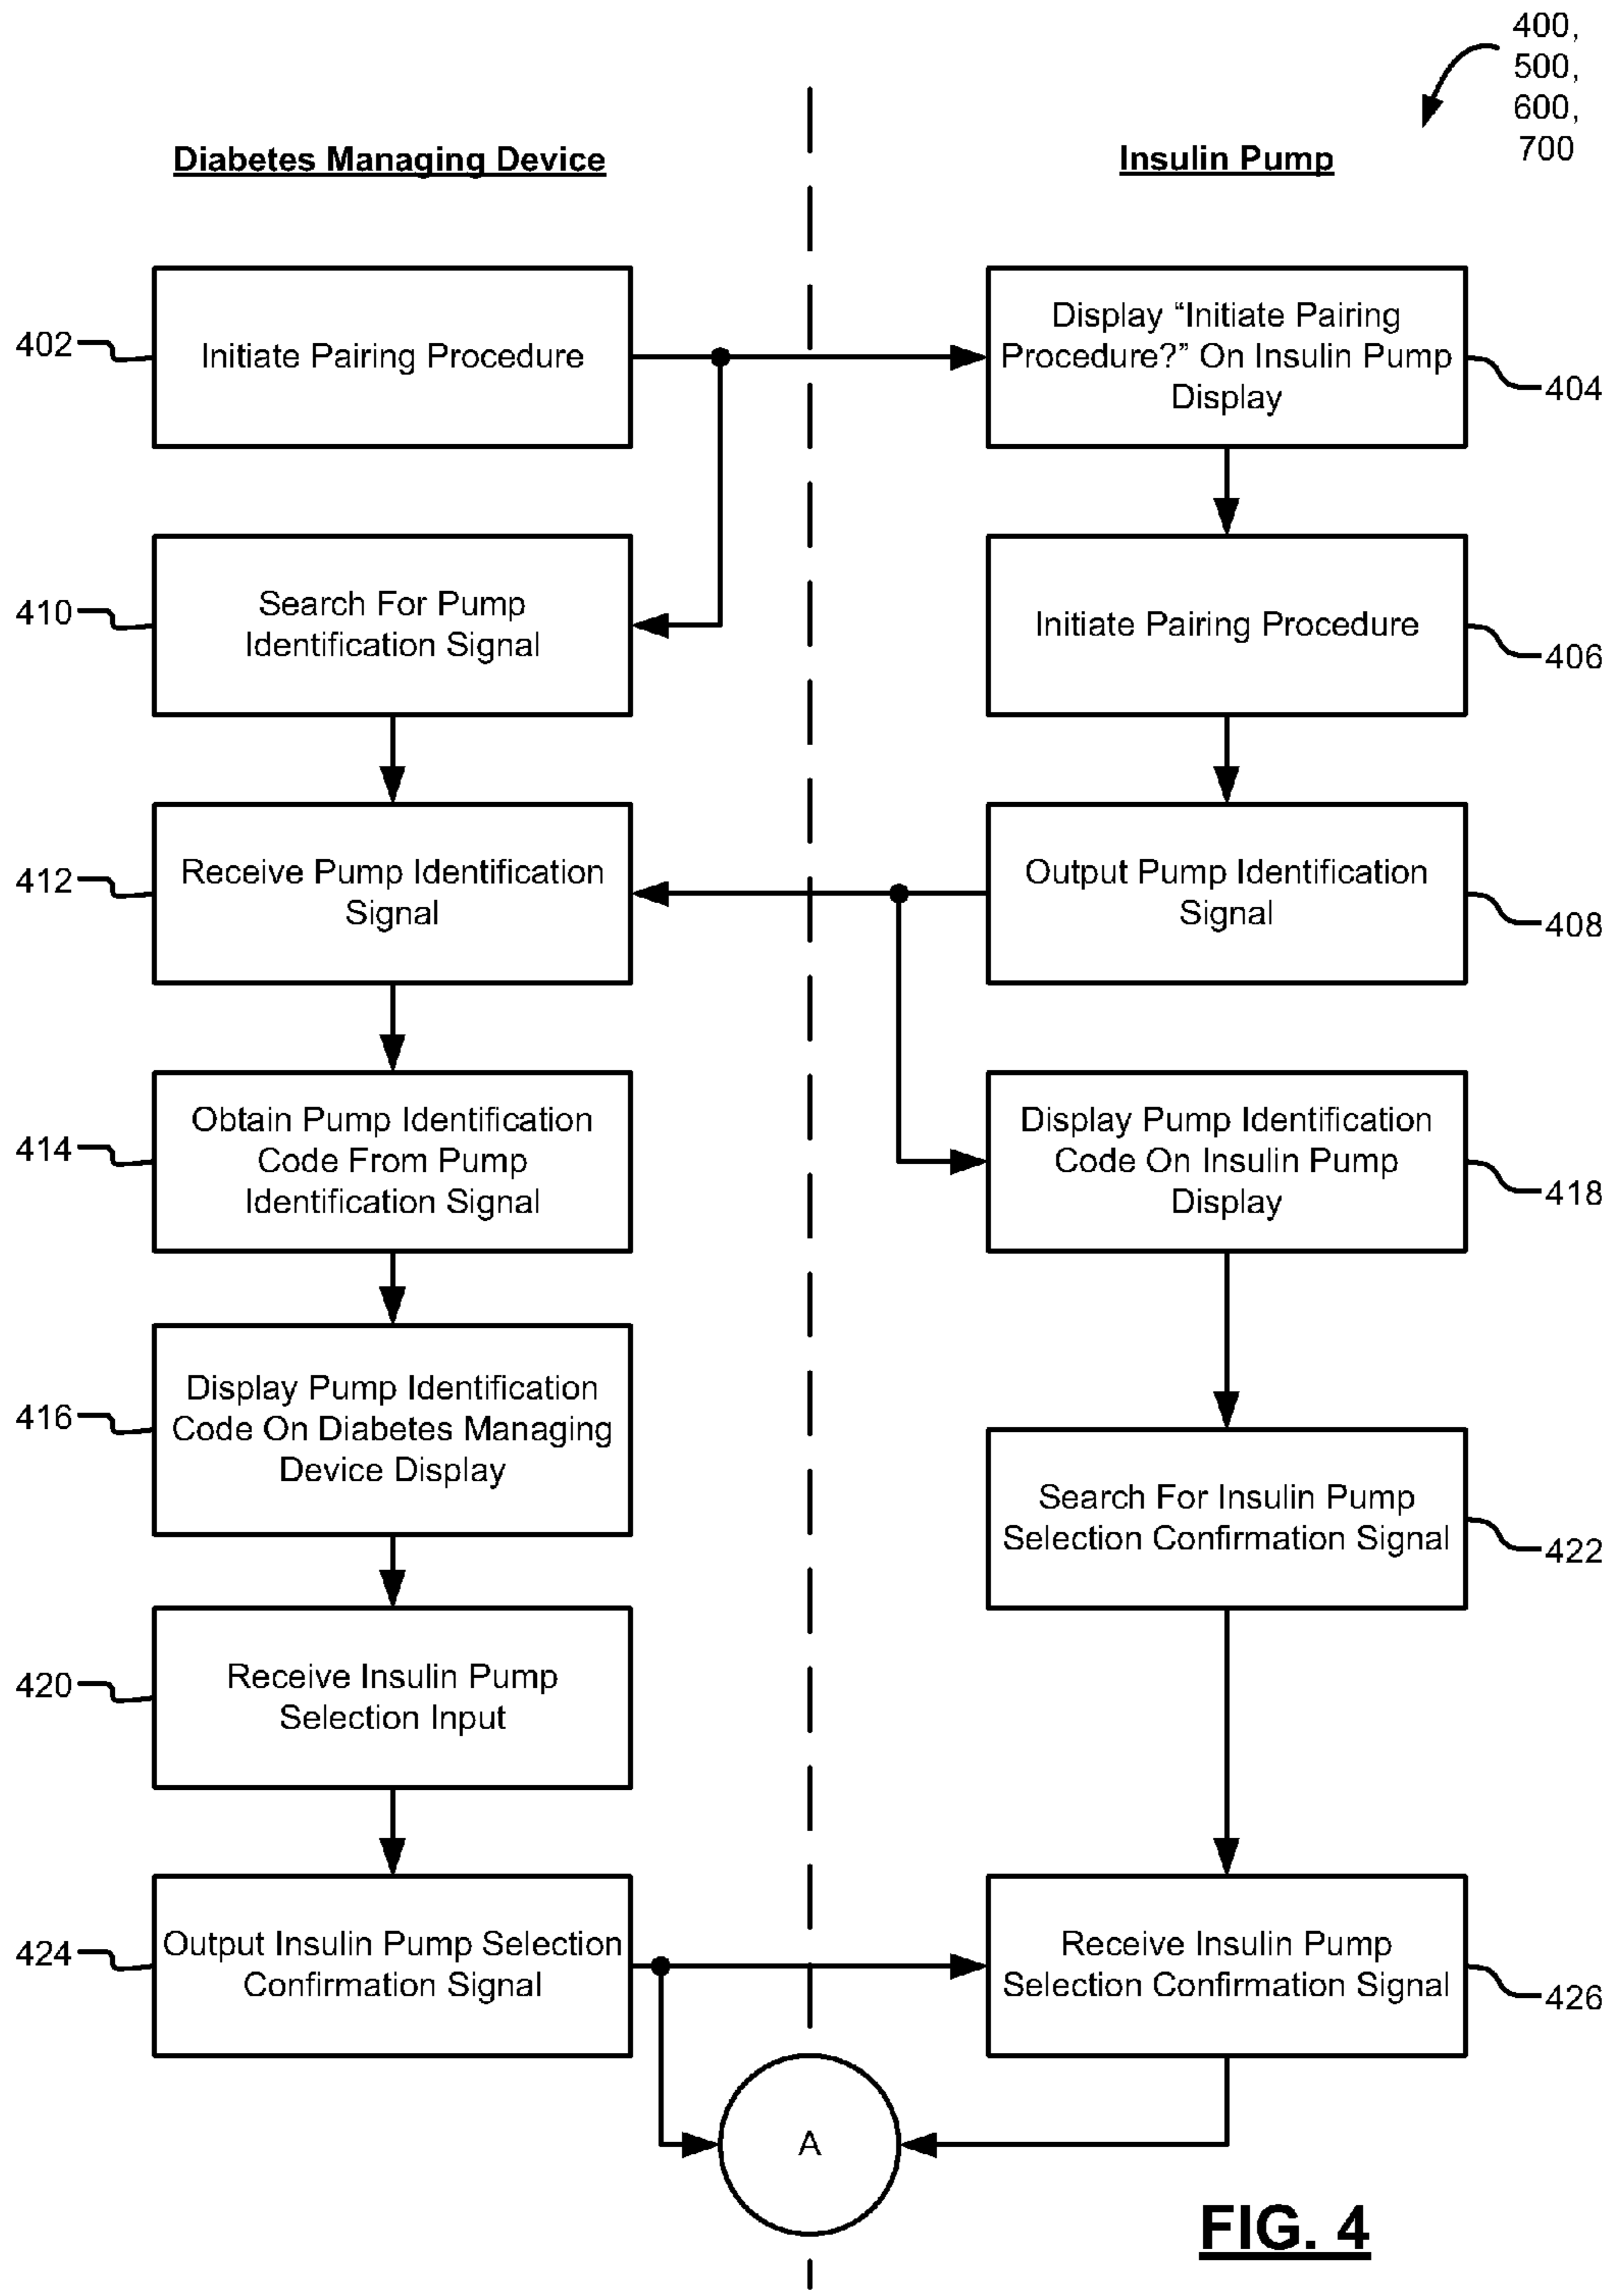 400,
500,
600,
700
Diabetes Managing Device
Insulin Pump
402
Initiate Pairing Procedure
Display “Initiate Pairing
Procedure?” On Insulin Pump
Display
404
410
Search For Pump
Identification Signal
Initiate Pairing Procedure
406
412
Receive Pump Identification
Signal
Output Pump Identification
Signal
408
414
Obtain Pump Identification
Code From Pump
Identification Signal
Display Pump Identification
Code On Insulin Pump
Display
418
416
Display Pump Identification
Code On Diabetes Managing
Device Display
Search For Insulin Pump
Selection Confirmation Signal
422
420
Receive Insulin Pump
Selection Input
424
Output Insulin Pump Selection
Confirmation Signal
Receive Insulin Pump
Selection Confirmation Signal
426
A
FIG. 4